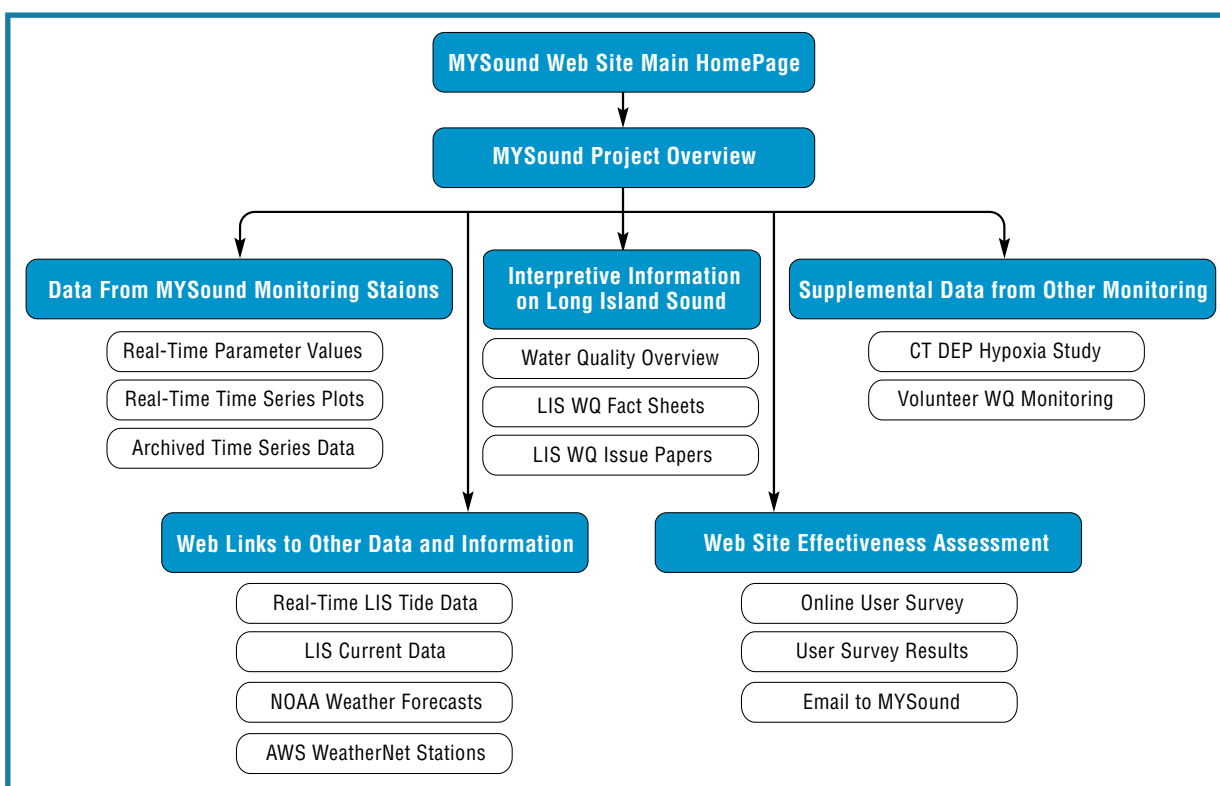 MYSound Web Site Main HomePage
MYSound Project Overview
Data From MYSound Monitoring Staions
Real-Time Parameter Values
Real-Time Time Series Plots
Archived Time Series Data
Interpretive Information
on Long Island Sound
Water Quality Overview
LIS WQ Fact Sheets
LIS WQ Issue Papers
Supplemental Data from Other Monitoring
CT DEP Hypoxia Study
Volunteer WQ Monitoring
Web Links to Other Data and Information
Real-Time LIS Tide Data
LIS Current Data
NOAA Weather Forecasts
AWS WeatherNet Stations
Web Site Effectiveness Assessment
Online User Survey
User Survey Results
Email to MYSound